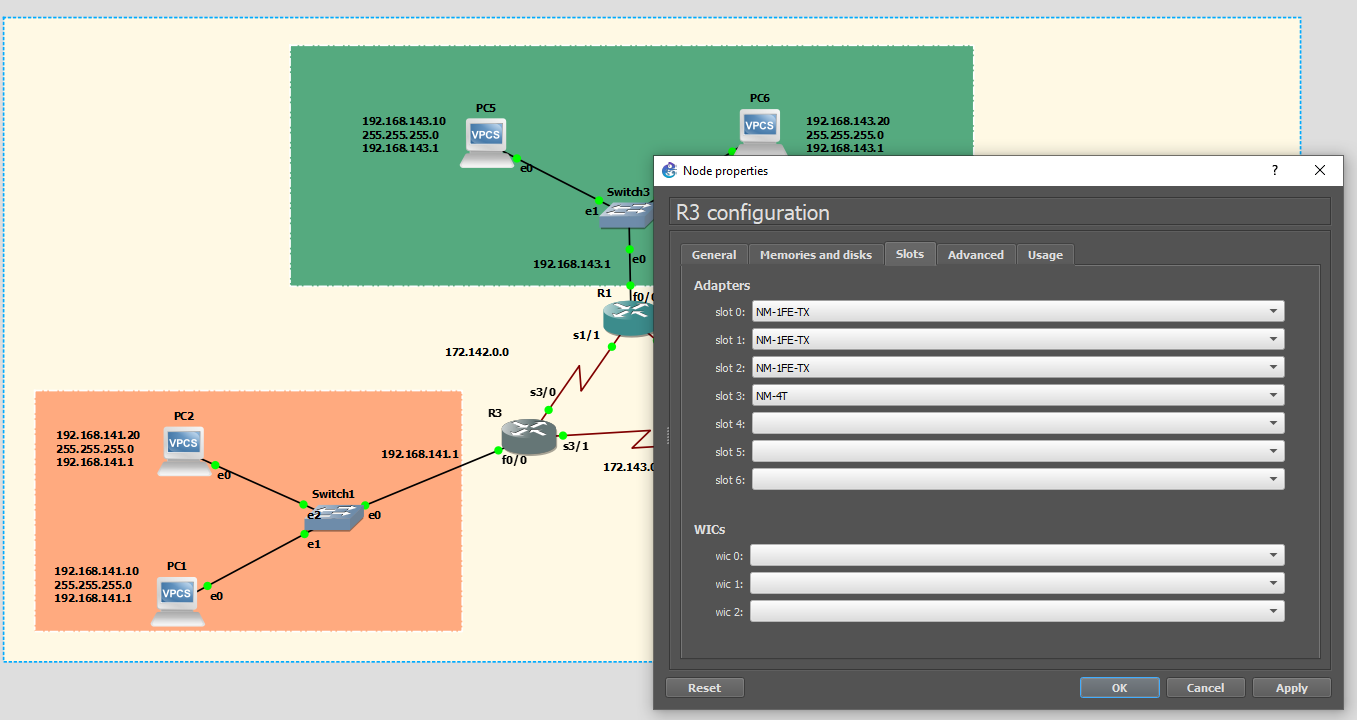 PC5
192.168.143.10
255.255.255.0
192.168.143.1
VPCS
e0
PC6
VPCS
192.168.143.20
255.255.255.0
192.168.143.1
Switch3
e1
e0
192.168.143.1
R1
f0/0
s1/1
172.142.0.0
s3/0
R3
s3/1
f0/0
172.143.0
192.168.141.1
PC2
192.168.141.20
255.255.255.0
192.168.141.1
VPCS
e0
Switch1
e2
e0
e1
PC1
192.168.141.10
255.255.255.0
192.168.141.1
VPCS
e0
Node properties
?
R3 configuration
General
Memories and disks
Slots
Advanced
Usage
Adapters
slot 0: NM-1FE-TX
slot 1: NM-1FE-TX
slot 2: NM-1FE-TX
slot 3: NM-4T
slot 4:
slot 5:
slot 6:
WICs
wic 0:
wic 1:
wic 2:
Reset
OK
Cancel
Apply